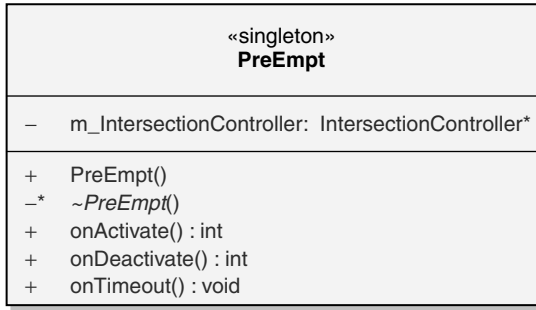 «singleton»
PreEmpt
– m_IntersectionController: IntersectionController*
+ PreEmpt()
–* ~PreEmpt()
+ onActivate() : int
+ onDeactivate() : int
+ onTimeout() : void